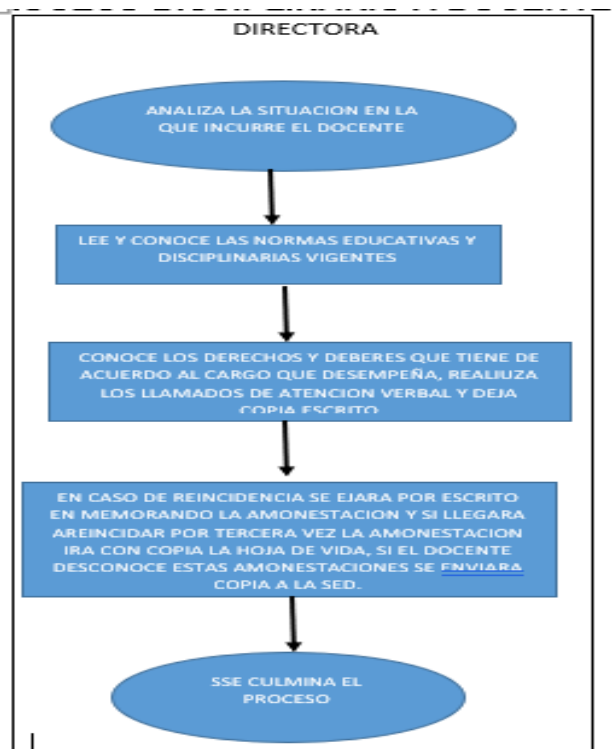 DIRECTORA
ANALIZA LA SITUACION EN LA
QUE INCURRE EL DOCENTE
LEE Y CONOCE LAS NORMAS EDUCATIVAS Y
DISCIPLINARIAS VIGENTES
CONOCE LOS DERECHOS Y DEBERES QUE TIENE DE
ACUERDO AL CARGO QUE DESEMPEÑA, REALIUZA
LOS LLAMADOS DE ATENCION VERBAL Y DEJA
COPIA ESCRITO
EN CASO DE REINCIDENCIA SE EJARA POR ESCRITO
EN MEMORANDO LA AMONESTACION Y SI LLEGARA
AREINCIDAR POR TERCERA VEZ LA AMONESTACION
IRA CON COPIA LA HOJA DE VIDA, SI EL DOCENTE
DESCONOCE ESTAS AMONESTACIONES SE ENVIARA
COPIA A LA SED.
SSE CULMINA EL
PROCESO